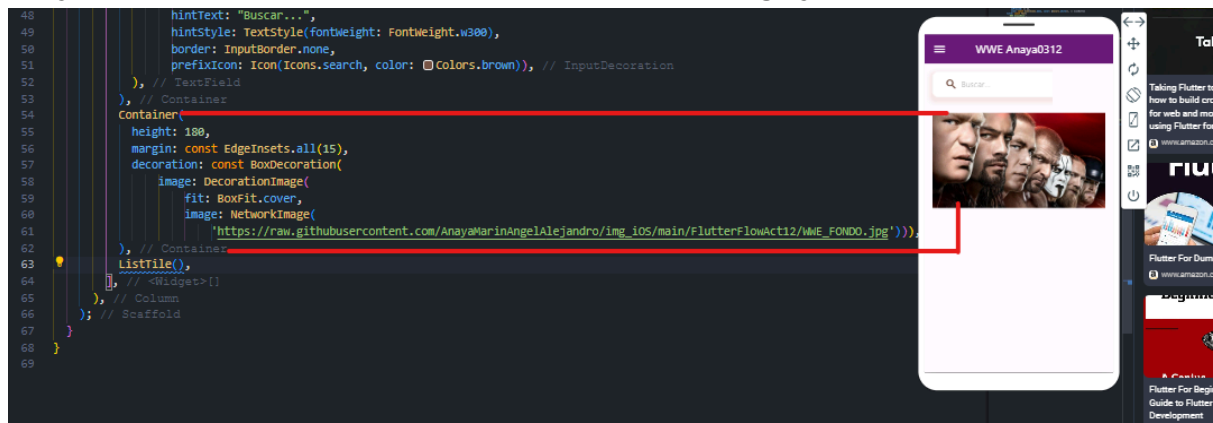 48 hintText: "Buscar...",
49 hintStyle: TextStyle(fontWeight: FontWeight.w300),
50 border: InputBorder.none,
51 prefixIcon: Icon(Icons.search, color: Colors.brown)), // InputDecoration
52 ), // TextField
53 ), // Container
54 Container(
55 height: 180,
56 margin: const EdgeInsets.all(15),
57 decoration: const BoxDecoration(
58 image: DecorationImage(
59 fit: BoxFit.cover,
60 image: NetworkImage(
61 'https://raw.githubusercontent.com/AnayaMarinAngelAlejandro/img_iOS/main/FlutterFlowAct12/WWE_FONDO.jpg'))),
62 ), // Container
63 ListTile(),
64 ], // <Widget>[]
65 ), // Column
66 ); // Scaffold
67 }
68 }
69
WWE Anaya0312
Buscar...
Ta
Taking Flutter to
how to build cro
for web and mo
using Flutter for
www.amazon.c
Flu
Flutter For Dum
www.amazon.c
Flutter For Begi
Guide to Flutter
Development